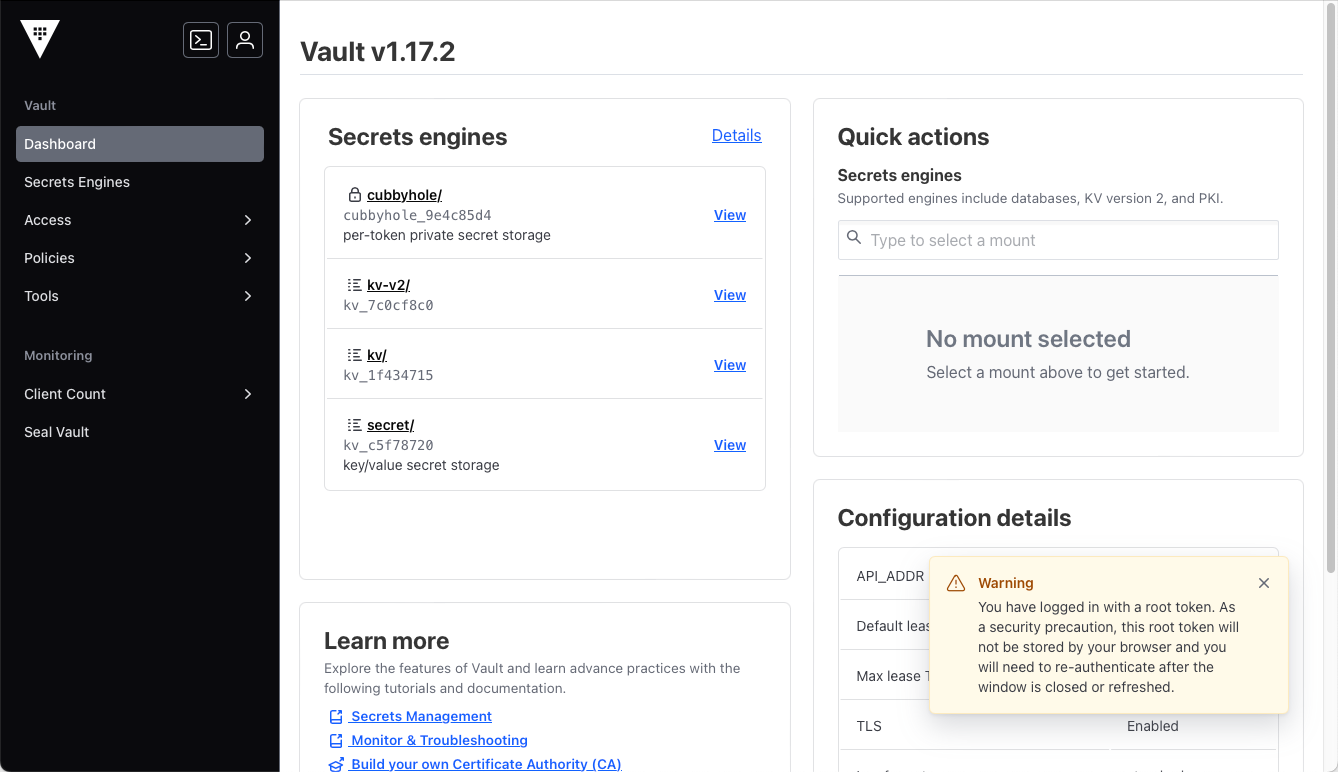 Vault
Dashboard
Secrets Engines
Access
Policies
Tools
Monitoring
Client Count
Seal Vault
Vault v1.17.2
Secrets engines
Details
cubbyhole/
cubbyhole_9e4c85d4
per-token private secret storage
View
kv-v2/
kv_7c0cf8c0
View
kv/
kv_1f434715
View
secret/
kv_c5f78720
key/value secret storage
View
Learn more
Explore the features of Vault and learn advance practices with the
following tutorials and documentation.
Secrets Management
Monitor & Troubleshooting
Build your own Certificate Authority (CA)
Quick actions
Secrets engines
Supported engines include databases, KV version 2, and PKI.
Type to select a mount
No mount selected
Select a mount above to get started.
Configuration details
API_ADDR
Default
Max lease
TLS
Enabled
Warning
You have logged in with a root token. As
a security precaution, this root token will
not be stored by your browser and you
will need to re-authenticate after the
window is closed or refreshed.